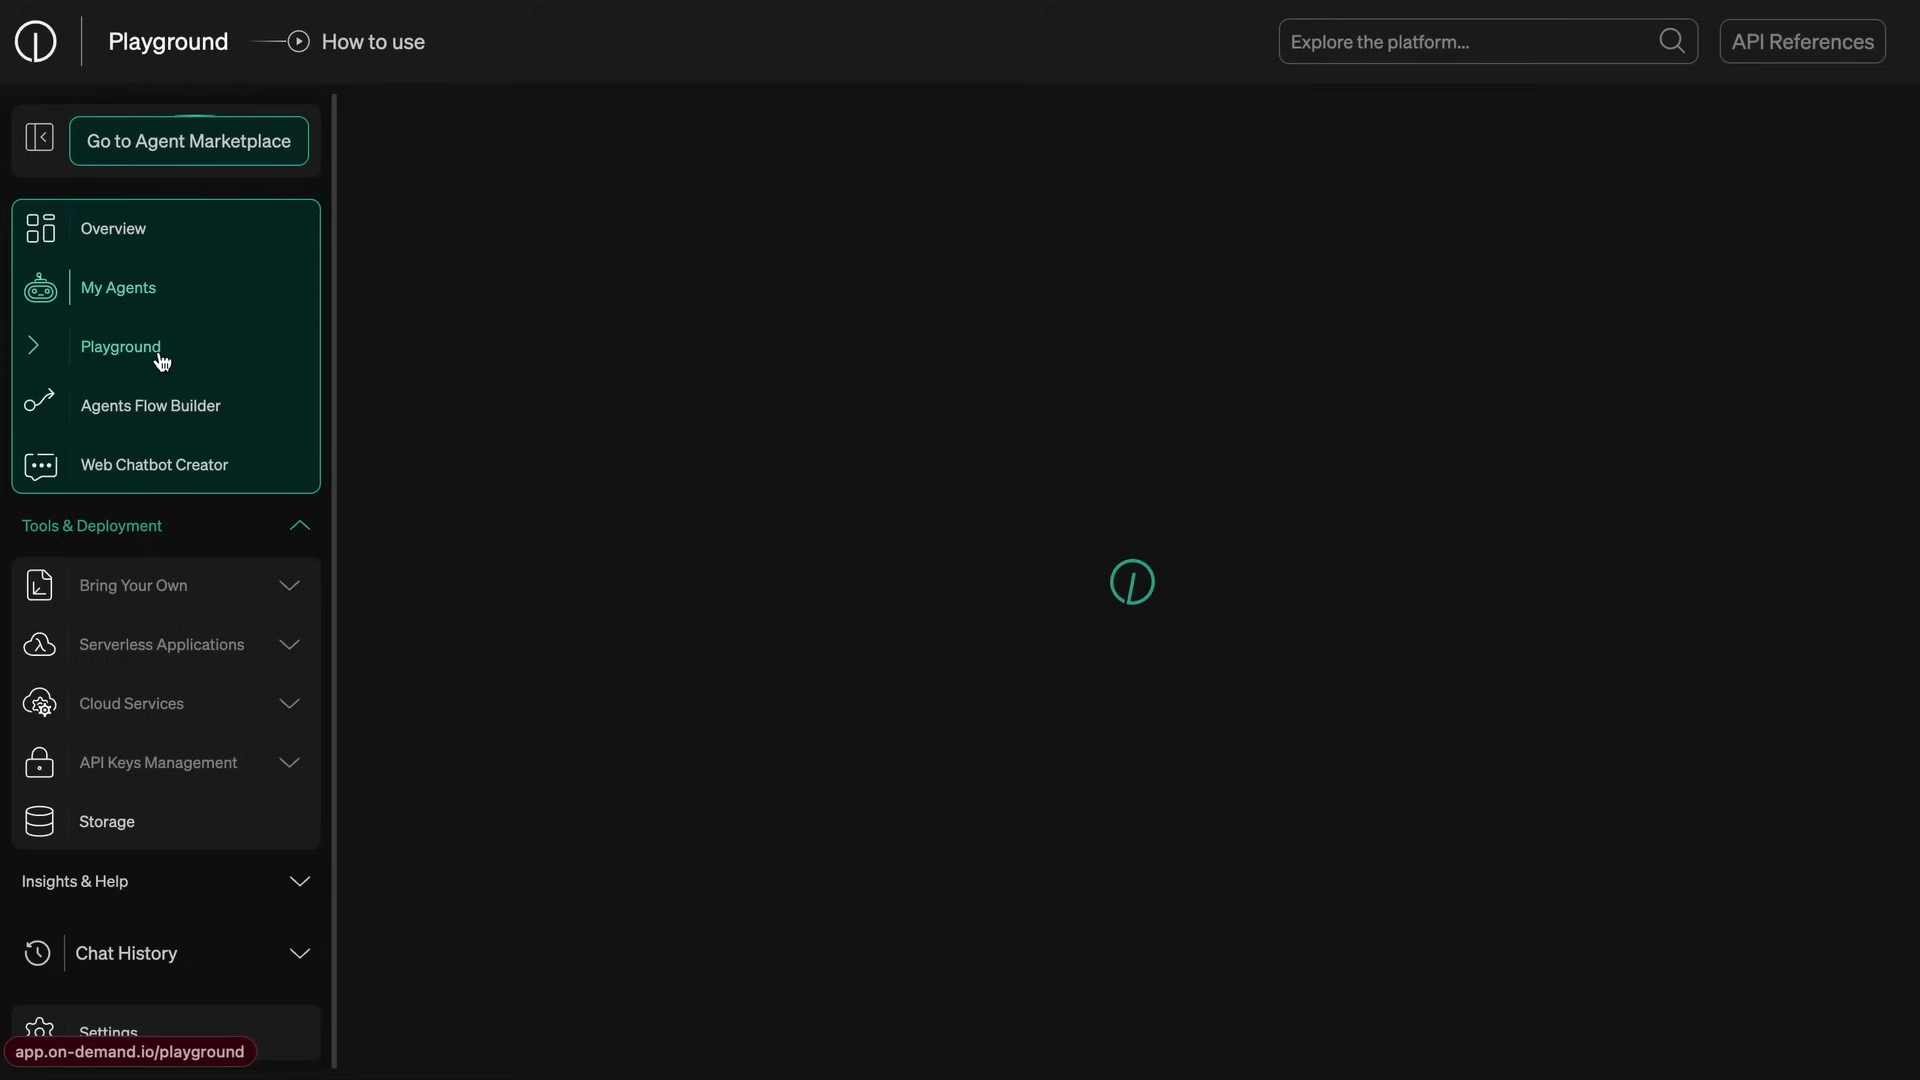 Playground
How to use
Explore the platform...
API References
Go to Agent Marketplace
Overview
My Agents
Playground
Agents Flow Builder
Web Chatbot Creator
Tools & Deployment
Bring Your Own
Serverless Applications
Cloud Services
API Keys Management
Storage
Insights & Help
Chat History
Settings
app.on-demand.io/playground